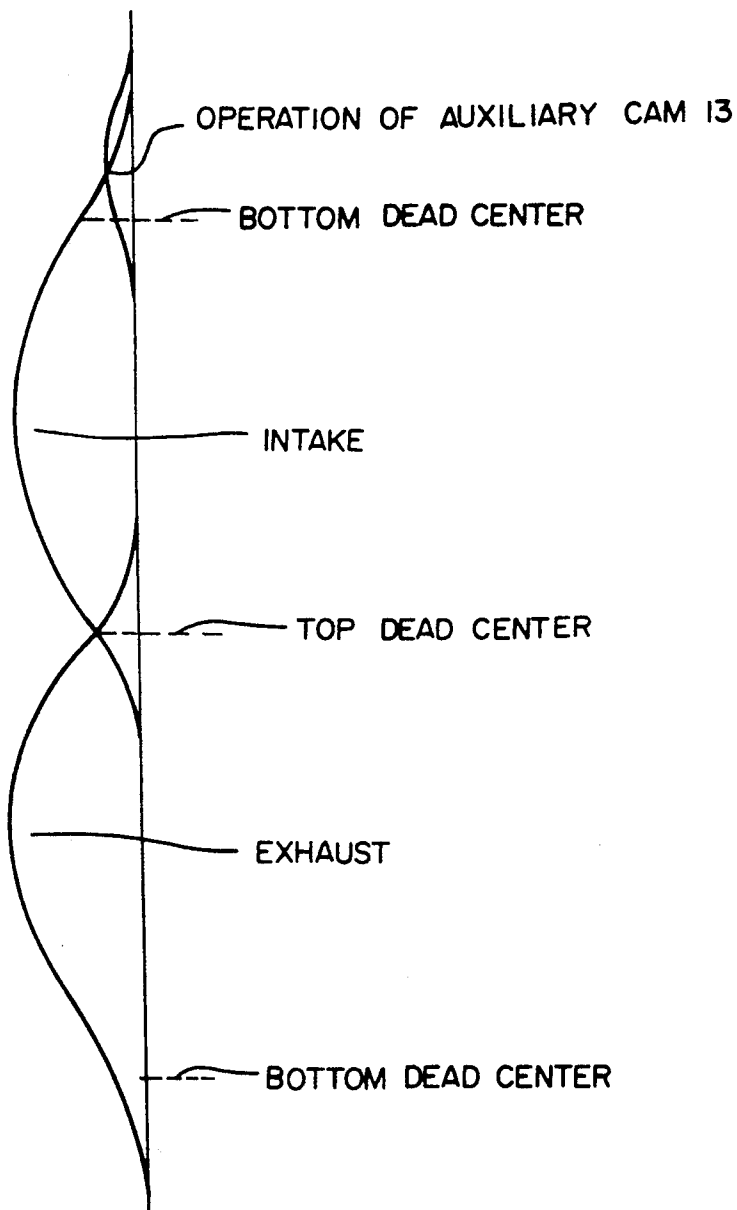 OPERATION OF AUXILIARY CAM 13
BOTTOM DEAD CENTER
INTAKE
TOP DEAD CENTER
EXHAUST
BOTTOM DEAD CENTER